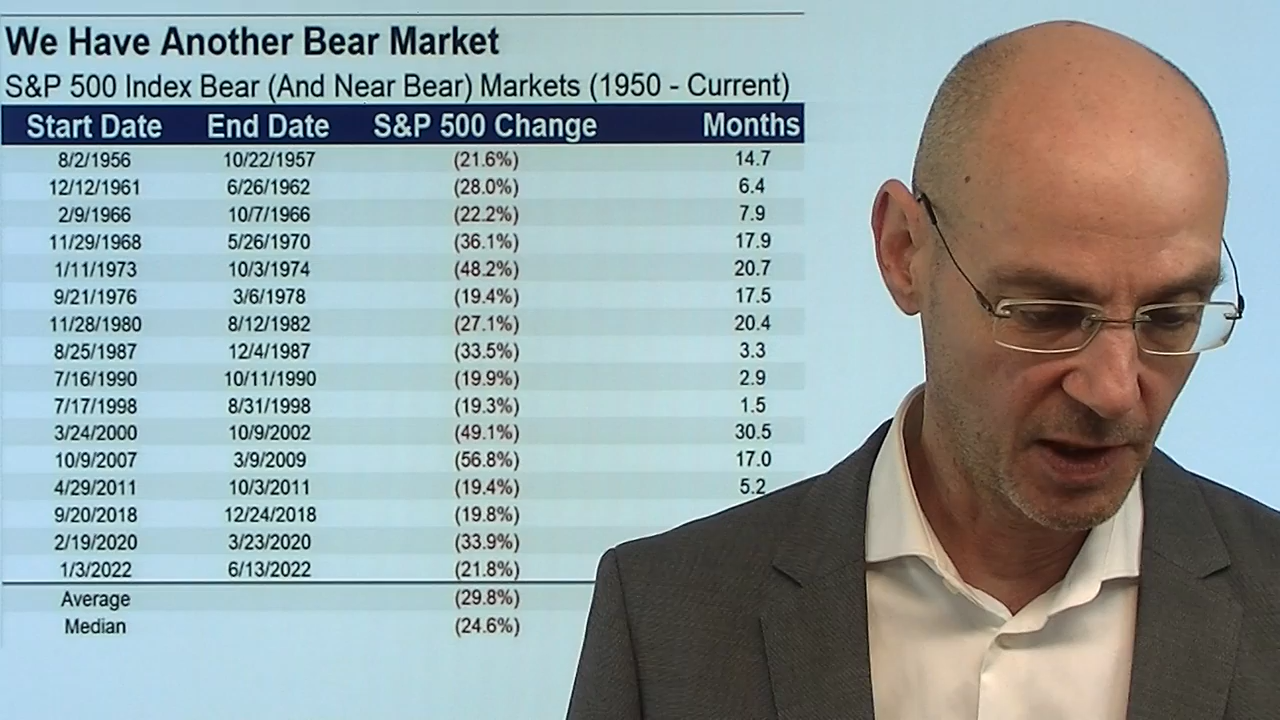 We Have Another Bear Market
S&P 500 Index Bear (And Near Bear) Markets (1950 - Current)
Start Date End Date S&P 500 Change Months
8/2/1956 10/22/1957 (21.6%) 14.7
12/12/1961 6/26/1962 (28.0%) 6.4
2/9/1966 10/7/1966 (22.2%) 7.9
11/29/1968 5/26/1970 (36.1%) 17.9
1/11/1973 10/3/1974 (48.2%) 20.7
9/21/1976 3/6/1978 (19.4%) 17.5
11/28/1980 8/12/1982 (27.1%) 20.4
8/25/1987 12/4/1987 (33.5%) 3.3
7/16/1990 10/11/1990 (19.9%) 2.9
7/17/1998 8/31/1998 (19.3%) 1.5
3/24/2000 10/9/2002 (49.1%) 30.5
10/9/2007 3/9/2009 (56.8%) 17.0
4/29/2011 10/3/2011 (19.4%) 5.2
9/20/2018 12/24/2018 (19.8%)
2/19/2020 3/23/2020 (33.9%)
1/3/2022 6/13/2022 (21.8%)
Average (29.8%)
Median (24.6%)